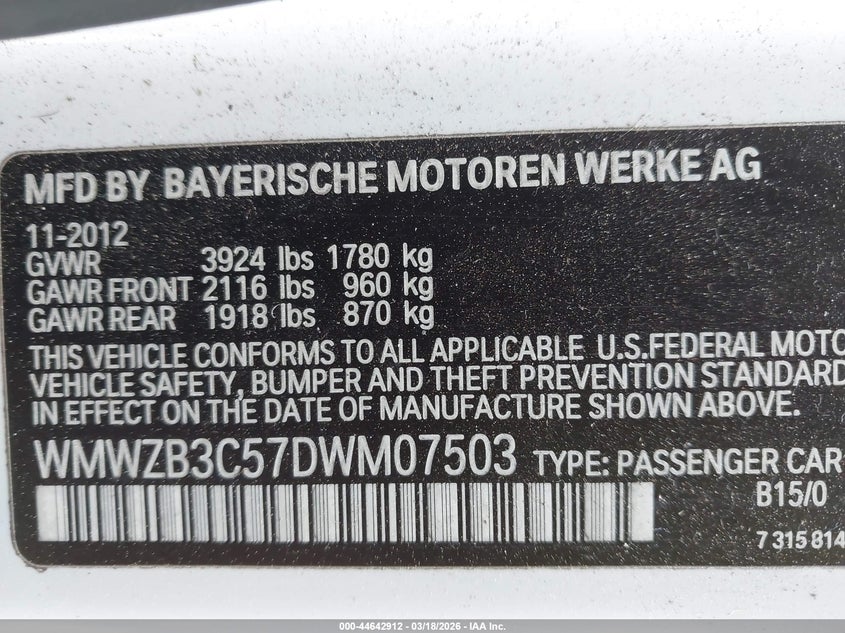 MFD BY BAYERISCHE MOTOREN WERKE AG
11-2012
GVWR 3924 lbs 1780 kg
GAWR FRONT 2116 lbs 960 kg
GAWR REAR 1918 lbs 870 kg
THIS VEHICLE CONFORMS TO ALL APPLICABLE U.S.FEDERAL MOTO
VEHICLE SAFETY, BUMPER AND THEFT PREVENTION STANDARD
IN EFFECT ON THE DATE OF MANUFACTURE SHOWN ABOVE.
WMWZB3C57DWM07503 TYPE: PASSENGER CAR
B15/0
7 315 814
000-44642912 - 03/18/2026 - IAA Inc.